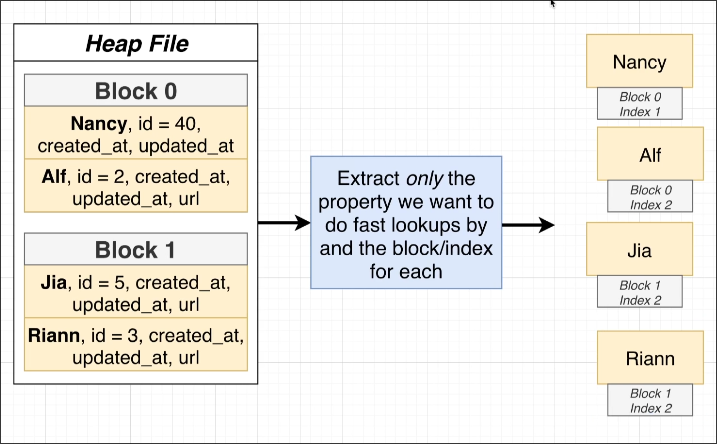 Heap File
Block 0
Nancy, id = 40,
created_at, updated_at
Alf, id = 2, created_at,
updated_at, url
Block 1
Jia, id = 5, created_at,
updated_at, url
Riann, id = 3, created_at,
updated_at, url
Extract only the
property we want to
do fast lookups by
and the block/index
for each
Nancy
Block 0
Index 1
Alf
Block 0
Index 2
Jia
Block 1
Index 2
Riann
Block 1
Index 2